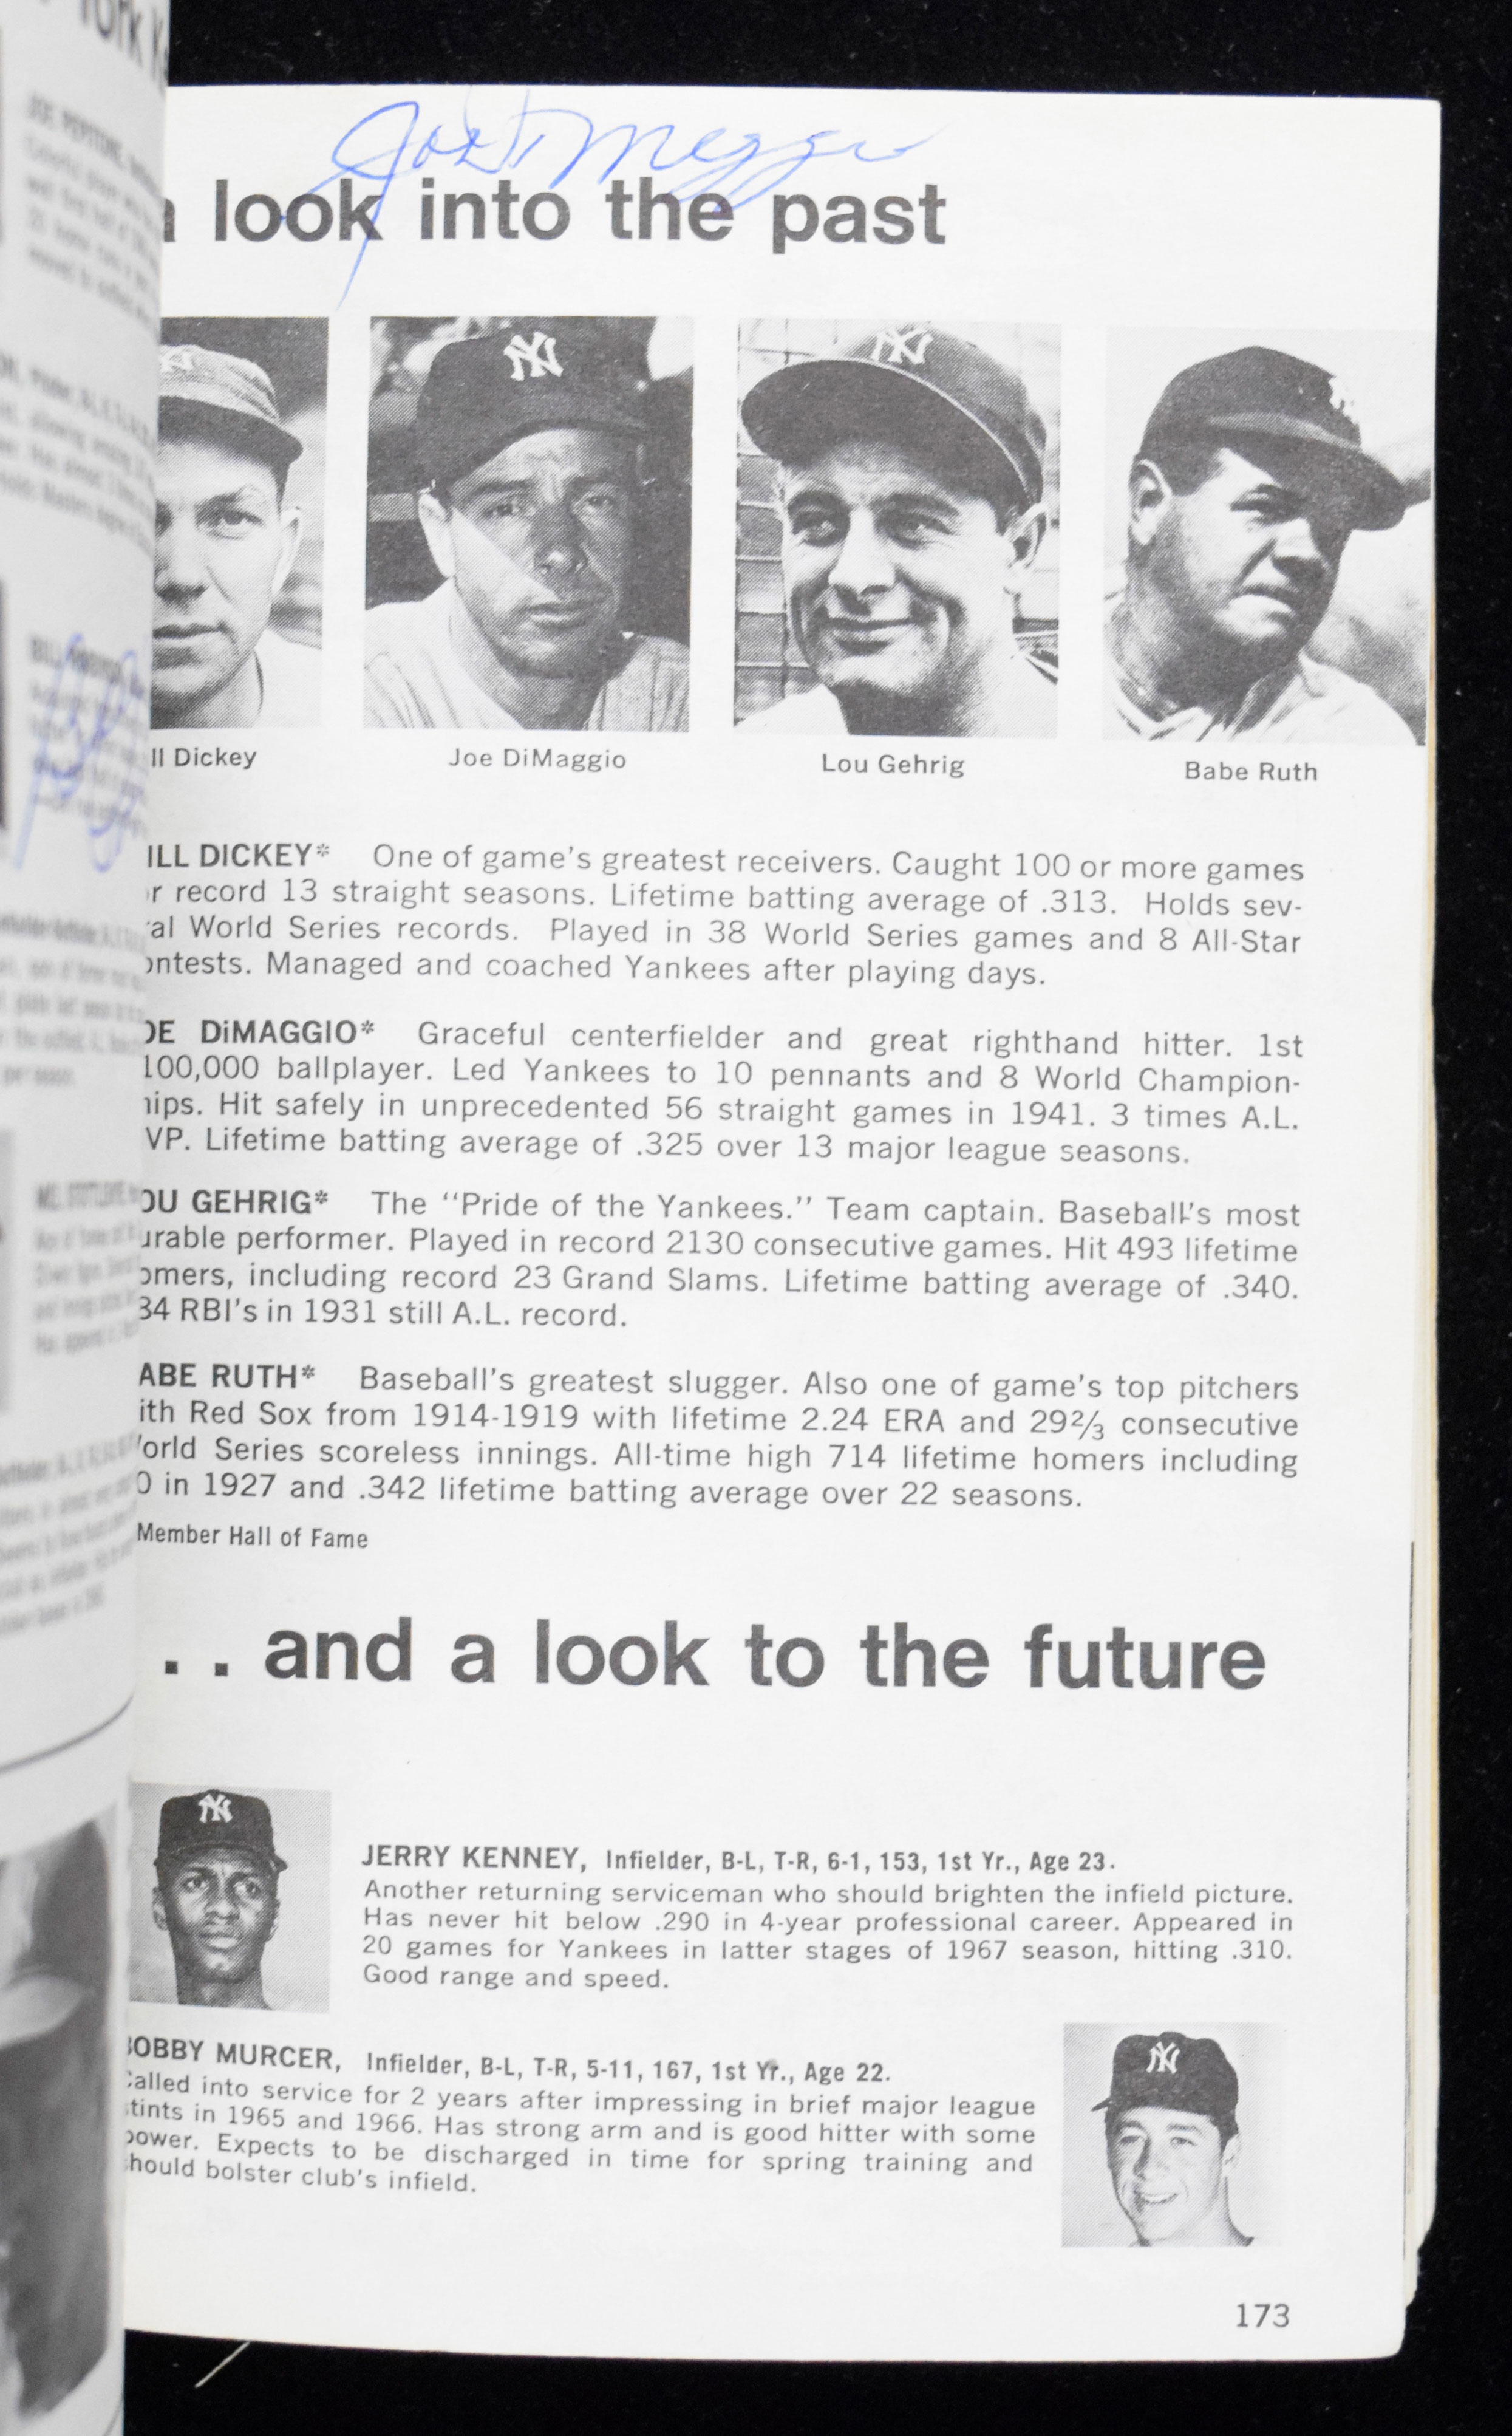 York
JOE PEPITONE,
Joe DiMaggio
a look into the past
ll Dickey
Joe DiMaggio
Lou Gehrig
Babe Ruth
ILL DICKEY* One of game's greatest receivers. Caught 100 or more games
r record 13 straight seasons. Lifetime batting average of .313. Holds sev-
ral World Series records. Played in 38 World Series games and 8 All-Star
ontests. Managed and coached Yankees after playing days.
OE DiMAGGIO* Graceful centerfielder and great righthand hitter. 1st
100,000 ballplayer. Led Yankees to 10 pennants and 8 World Champion-
hips. Hit safely in unprecedented 56 straight games in 1941. 3 times A.L.
VP. Lifetime batting average of .325 over 13 major league seasons.
OU GEHRIG* The "Pride of the Yankees." Team captain. Baseball's most
urable performer. Played in record 2130 consecutive games. Hit 493 lifetime
omers, including record 23 Grand Slams. Lifetime batting average of .340.
84 RBI's in 1931 still A.L. record.
ABE RUTH* Baseball's greatest slugger. Also one of game's top pitchers
ith Red Sox from 1914-1919 with lifetime 2.24 ERA and 29⅔ consecutive
orld Series scoreless innings. All-time high 714 lifetime homers including
0 in 1927 and .342 lifetime batting average over 22 seasons.
Member Hall of Fame
. . and a look to the future
JERRY KENNEY, Infielder, B-L, T-R, 6-1, 153, 1st Yr., Age 23.
Another returning serviceman who should brighten the infield picture.
Has never hit below .290 in 4-year professional career. Appeared in
20 games for Yankees in latter stages of 1967 season, hitting .310.
Good range and speed.
BOBBY MURCER, Infielder, B-L, T-R, 5-11, 167, 1st Yr., Age 22.
Called into service for 2 years after impressing in brief major league
stints in 1965 and 1966. Has strong arm and is good hitter with some
power. Expects to be discharged in time for spring training and
should bolster club's infield.
173